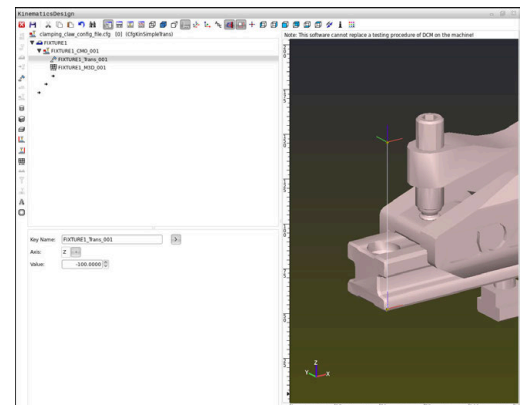 KinematicsDesign
clamping_claw_config_file.cfg [0] (CfgKinSimpleTrans)
Note: This software cannot replace a testing procedure of DCM on the machine!
FIXTURE1
FIXTURE1_CMO_001
FIXTURE1_Trans_001
FIXTURE1_M3D_001
Key Name: FIXTURE1_Trans_001
Axis: Z
Value: -100.0000
Z
Y
X